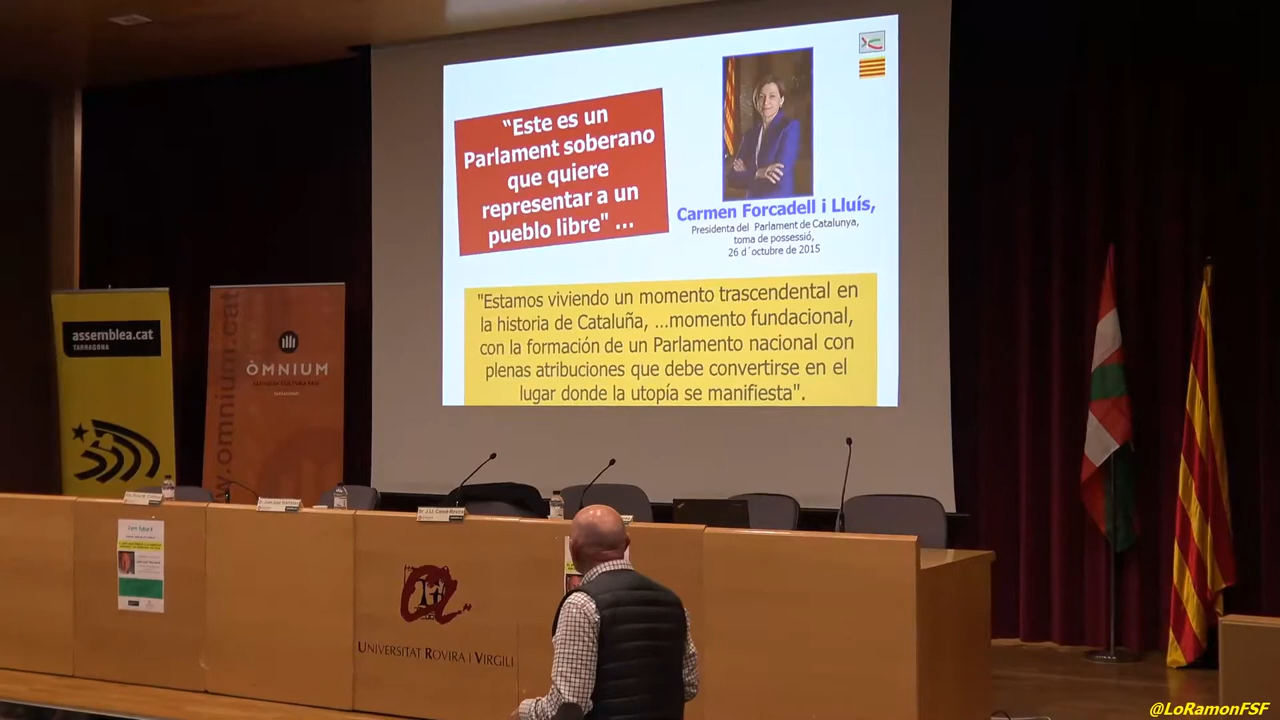 “Este es un
Parlament soberano
que quiere
representar a un
pueblo libre" ...
Carmen Forcadell i Lluís,
Presidenta del Parlament de Catalunya,
toma de possessió,
26 d´octubre de 2015
"Estamos viviendo un momento trascendental en
la historia de Cataluña, ...momento fundacional,
con la formación de un Parlamento nacional con
plenas atribuciones que debe convertirse en el
lugar donde la utopía se manifiesta".
assemblea.cat
TARRAGONA
www.omnium.cat
ÒMNIUM
UNIVERSITAT ROVIRA I VIRGILI
@LoRamonFSF